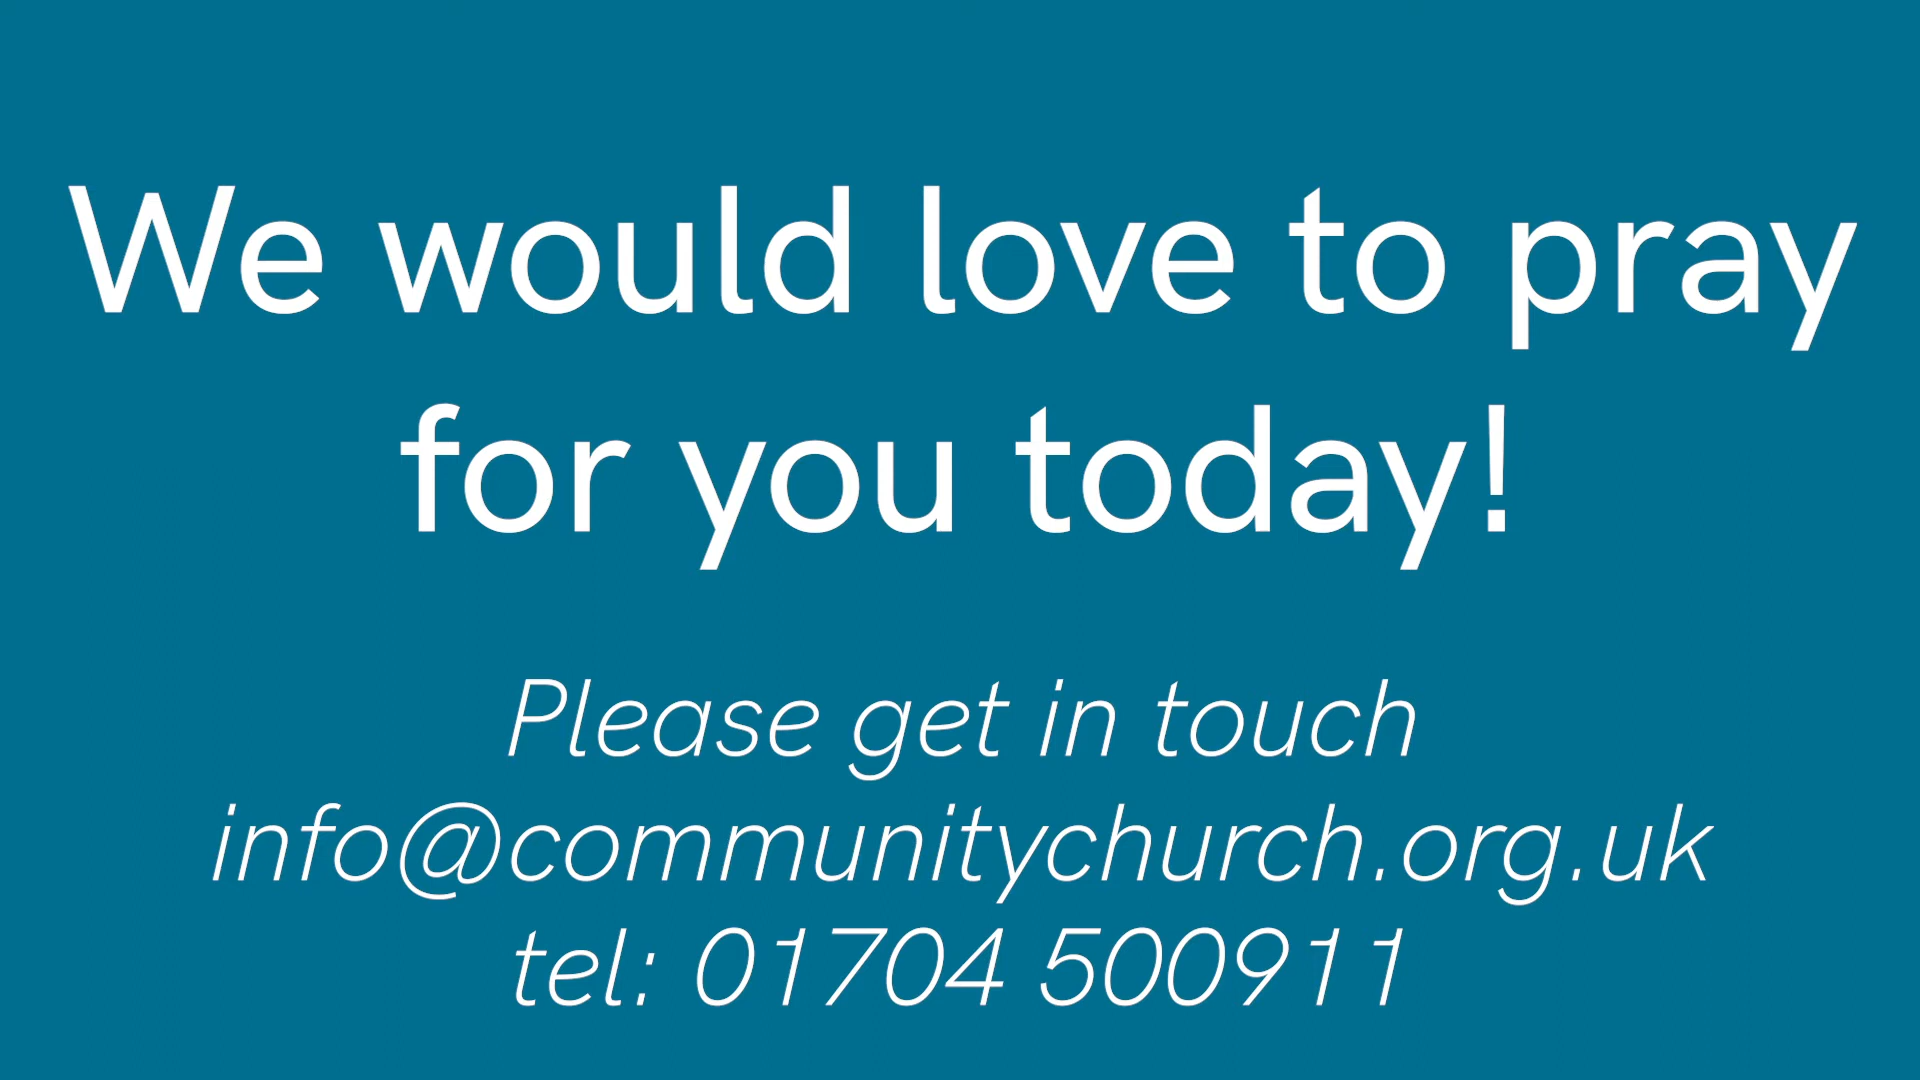 We would love to pray
for you today!
Please get in touch
info@communitychurch.org.uk
tel: 01704 500911